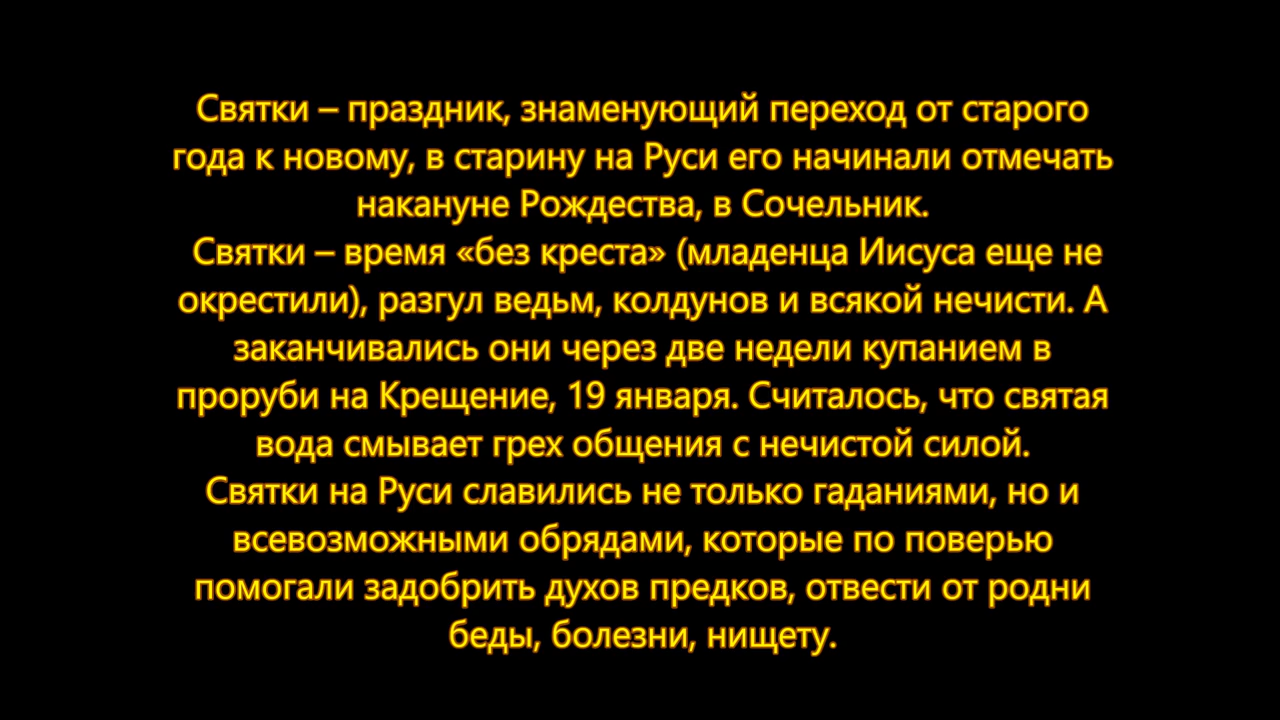 Святки – праздник, знаменующий переход от старого
года к новому, в старину на Руси его начинали отмечать
накануне Рождества, в Сочельник.
Святки – время «без креста» (младенца Иисуса еще не
окрестили), разгул ведьм, колдунов и всякой нечисти. А
заканчивались они через две недели купанием в
проруби на Крещение, 19 января. Считалось, что святая
вода смывает грех общения с нечистой силой.
Святки на Руси славились не только гаданиями, но и
всевозможными обрядами, которые по поверью
помогали задобрить духов предков, отвести от родни
беды, болезни, нищету.